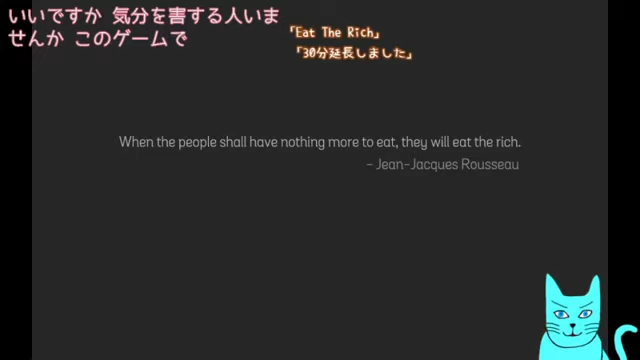 いいですか 気分を害する人いま
せんか このゲームで
「Eat The Rich」
「30分延長しました」
When the people shall have nothing more to eat, they will eat the rich.
- Jean-Jacques Rousseau